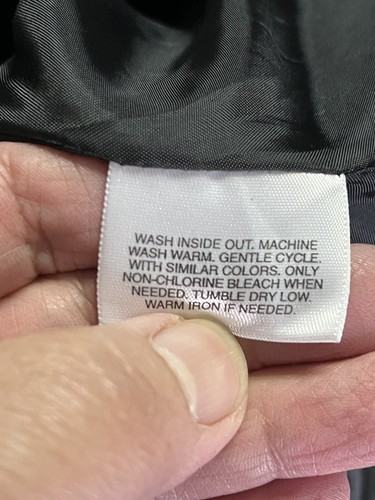 WASH INSIDE OUT. MACHINE
WASH WARM. GENTLE CYCLE.
WITH SIMILAR COLORS. ONLY
NON-CHLORINE BLEACH WHEN
NEEDED. TUMBLE DRY LOW.
WARM IRON IF NEEDED.